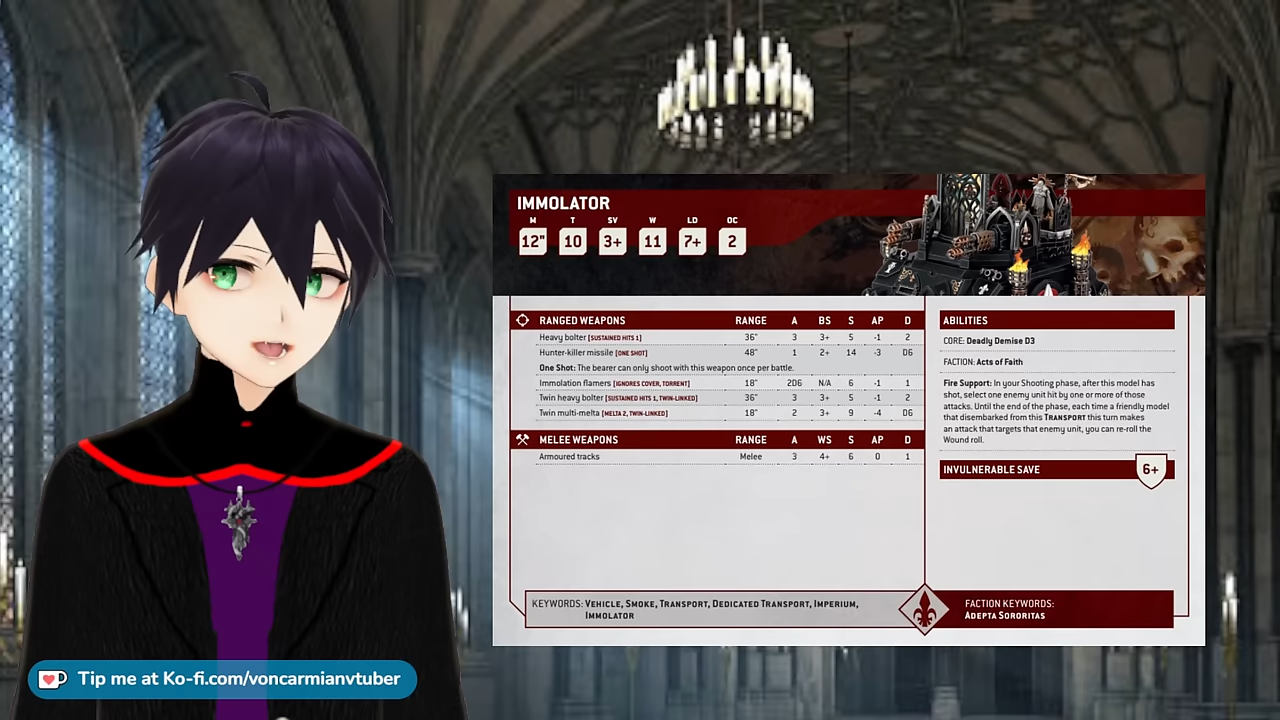 IMMOLATOR
M T SV W LD OC
12" 10 3+ 11 7+ 2
RANGED WEAPONS RANGE A BS S AP D
Heavy bolter [SUSTAINED HITS 1] 36" 3 3+ 5 -1 2
Hunter-killer missile [ONE SHOT] 48" 1 2+ 14 -3 D6
One Shot: The bearer can only shoot with this weapon once per battle.
Immolation flamers [IGNORES COVER, TORRENT] 18" 2D6 N/A 6 -1 1
Twin heavy bolter [SUSTAINED HITS 1, TWIN-LINKED] 36" 3 3+ 5 -1 2
Twin multi-melta [MELTA 2, TWIN-LINKED] 18" 2 3+ 9 -4 D6
MELEE WEAPONS RANGE A WS S AP D
Armoured tracks Melee 3 4+ 6 0 1
ABILITIES
CORE: Deadly Demise D3
FACTION: Acts of Faith
Fire Support: In your Shooting phase, after this model has
shot, select one enemy unit hit by one or more of those
attacks. Until the end of the phase, each time a friendly model
that disembarked from this TRANSPORT this turn makes
an attack that targets that enemy unit, you can re-roll the
Wound roll.
INVULNERABLE SAVE 6+
KEYWORDS: VEHICLE, SMOKE, TRANSPORT, DEDICATED TRANSPORT, IMPERIUM,
IMMOLATOR
FACTION KEYWORDS:
ADEPTA SORORITAS
Tip me at Ko-fi.com/voncarmianvtuber